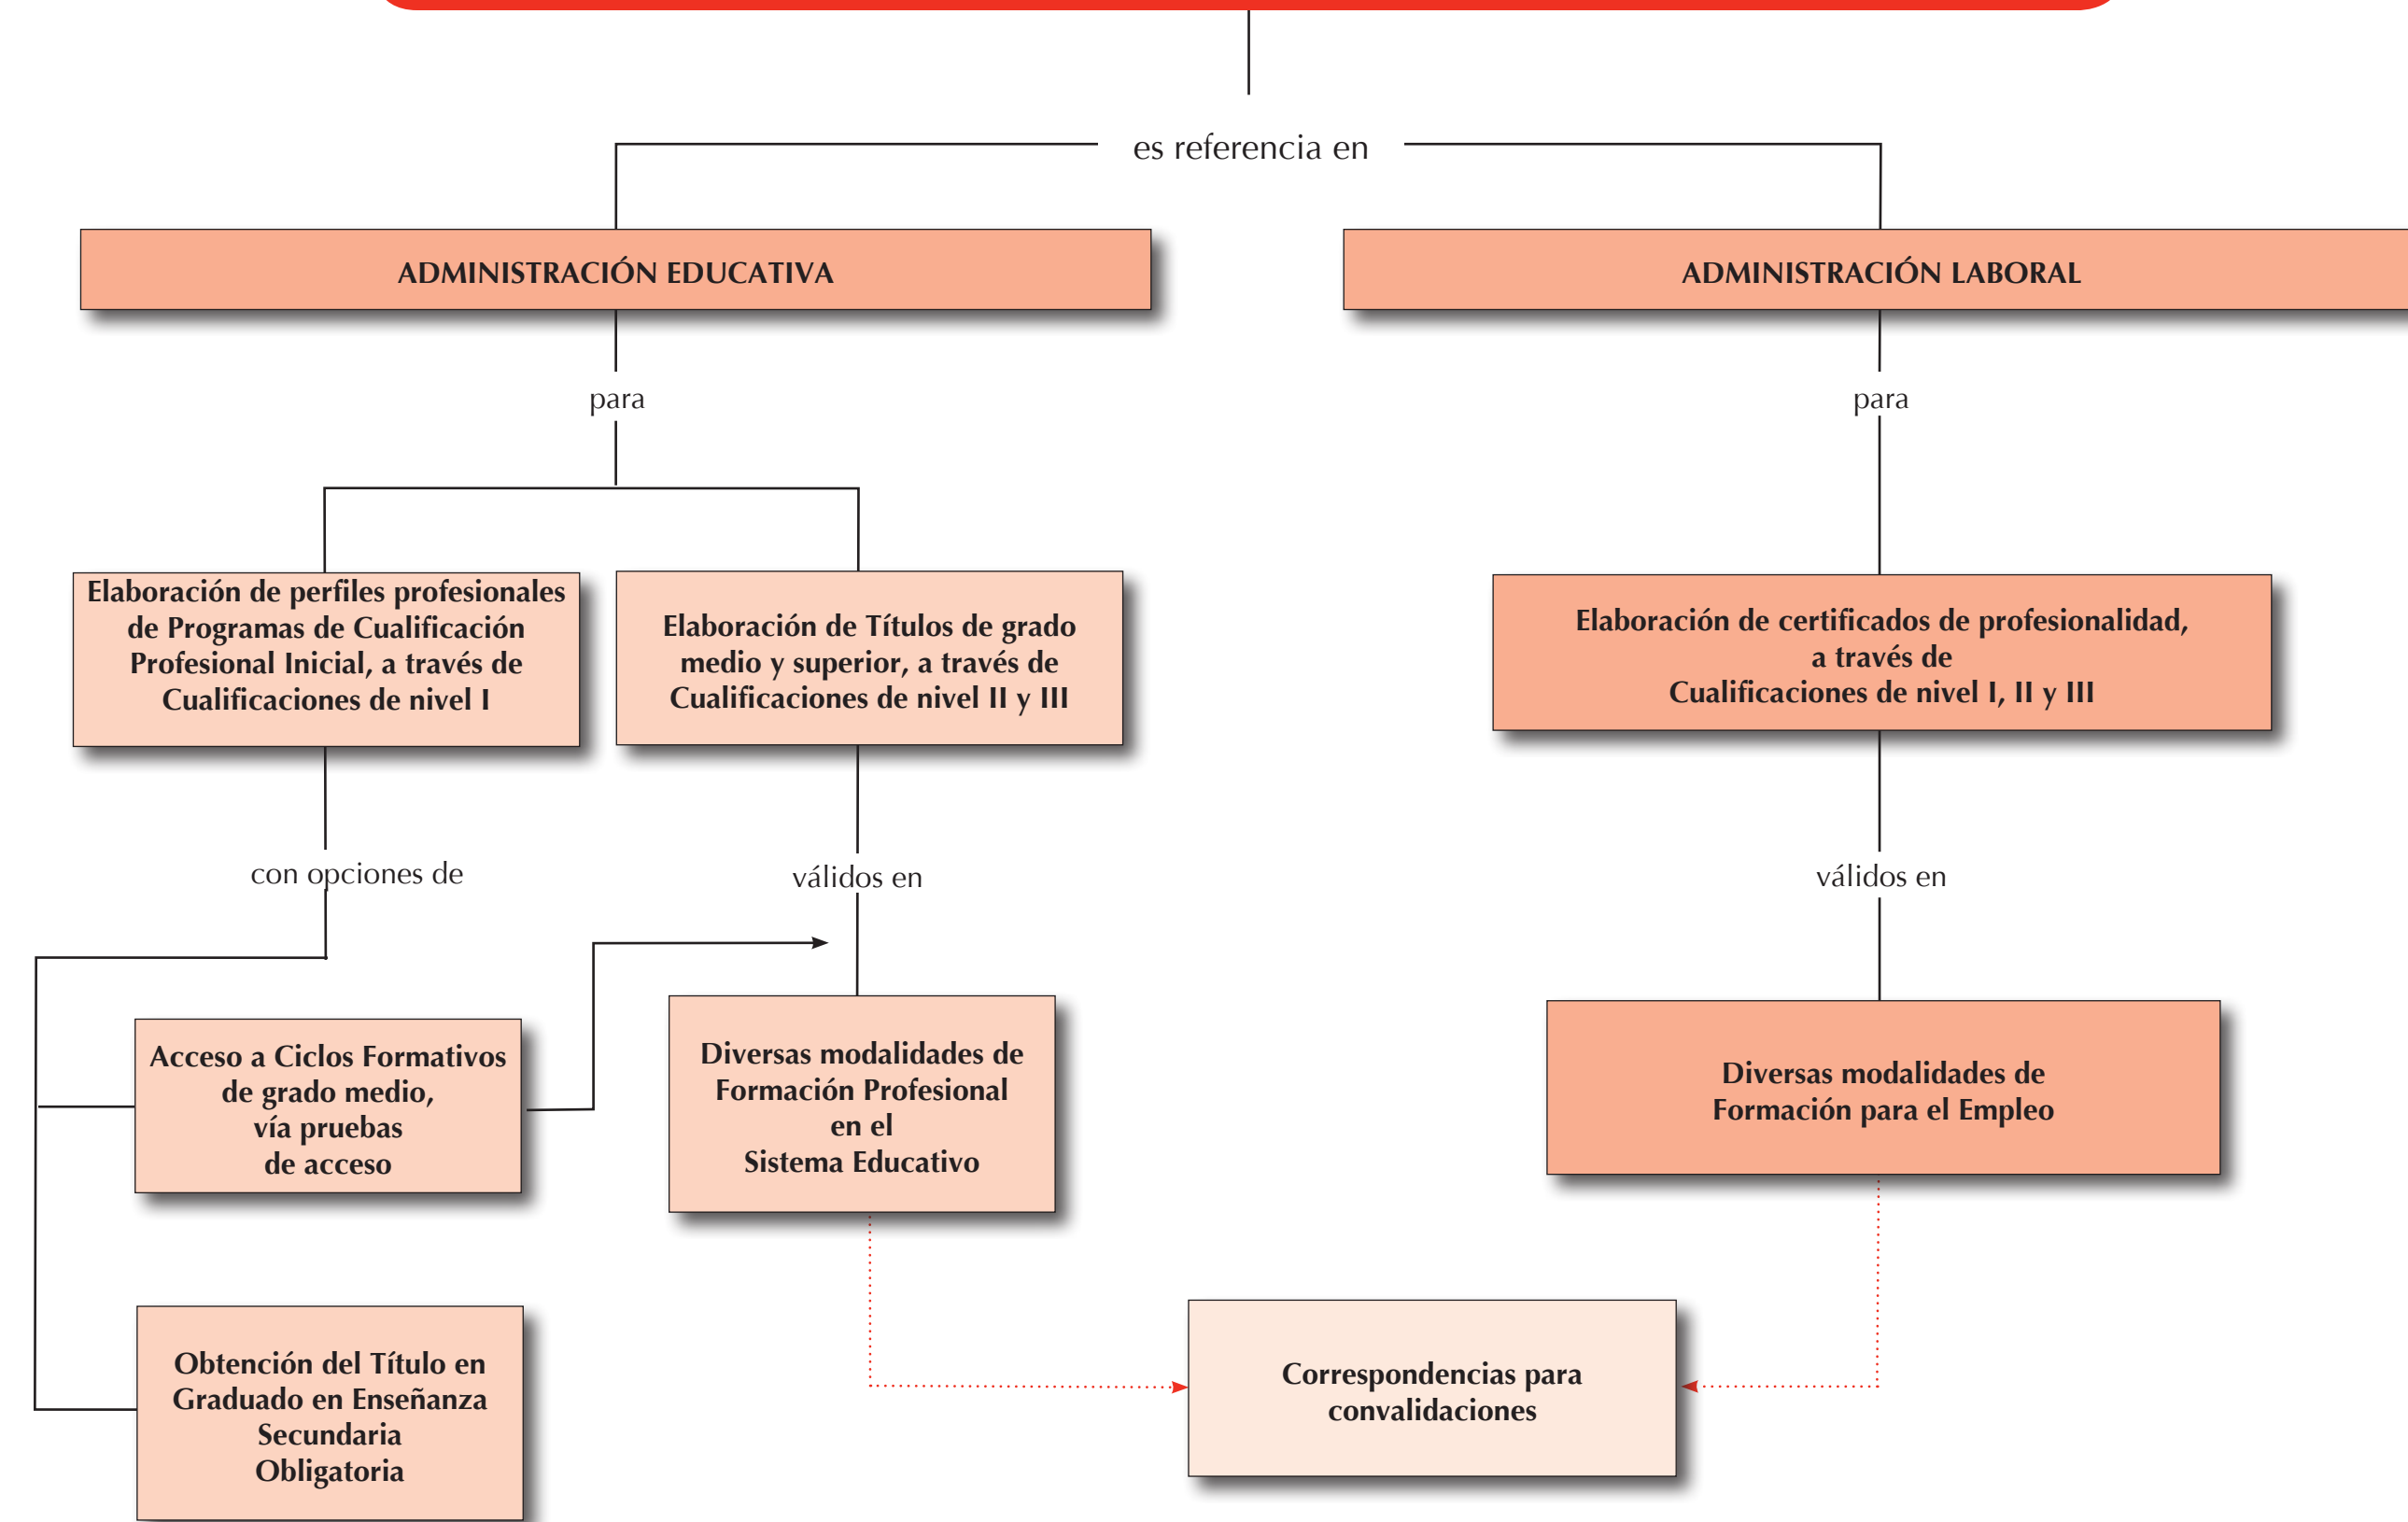 es referencia en
ADMINISTRACIÓN EDUCATIVA
ADMINISTRACIÓN LABORAL
para
para
Elaboración de perfiles profesionales
de Programas de Cualificación
Profesional Inicial, a través de
Cualificaciones de nivel I
Elaboración de Títulos de grado
medio y superior, a través de
Cualificaciones de nivel II y III
Elaboración de certificados de profesionalidad,
a través de
Cualificaciones de nivel I, II y III
con opciones de
válidos en
válidos en
Acceso a Ciclos Formativos
de grado medio,
vía pruebas
de acceso
Diversas modalidades de
Formación Profesional
en el
Sistema Educativo
Diversas modalidades de
Formación para el Empleo
Obtención del Título en
Graduado en Enseñanza
Secundaria
Obligatoria
Correspondencias para
convalidaciones